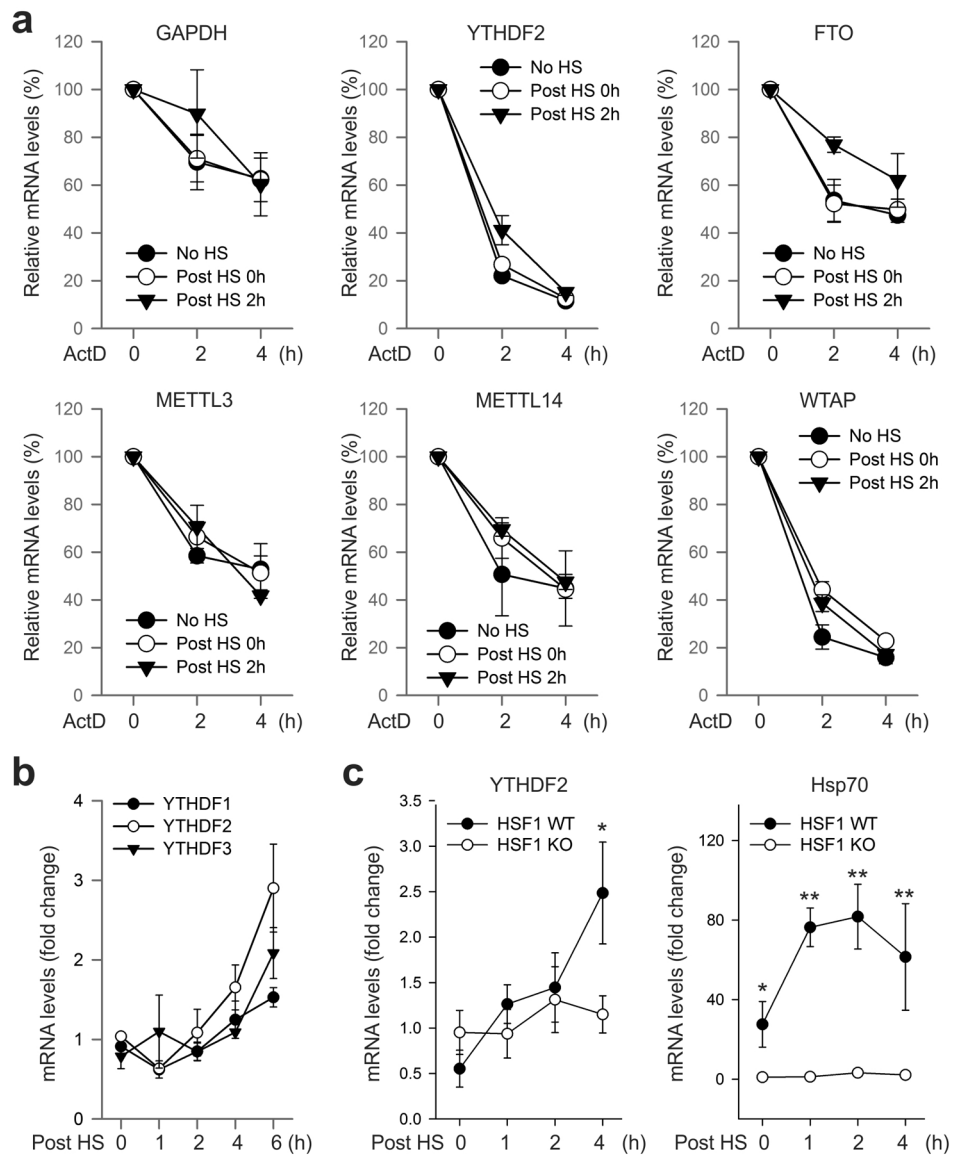 a
GAPDH
YTHDF2
FTO
Relative mRNA levels (%)
120
100
80
60
40
20
0
No HS
Post HS 0h
Post HS 2h
ActD 0 2 4 (h)
Relative mRNA levels (%)
120
100
80
60
40
20
0
No HS
Post HS 0h
Post HS 2h
ActD 0 2 4 (h)
Relative mRNA levels (%)
120
100
80
60
40
20
0
No HS
Post HS 0h
Post HS 2h
ActD 0 2 4 (h)
METTL3
METTL14
WTAP
Relative mRNA levels (%)
120
100
80
60
40
20
0
No HS
Post HS 0h
Post HS 2h
ActD 0 2 4 (h)
Relative mRNA levels (%)
120
100
80
60
40
20
0
No HS
Post HS 0h
Post HS 2h
ActD 0 2 4 (h)
Relative mRNA levels (%)
120
100
80
60
40
20
0
No HS
Post HS 0h
Post HS 2h
ActD 0 2 4 (h)
b
mRNA levels (fold change)
4
3
2
1
0
YTHDF1
YTHDF2
YTHDF3
Post HS 0 1 2 4 6 (h)
c
YTHDF2
mRNA levels (fold change)
3.5
3.0
2.5
2.0
1.5
1.0
0.5
0.0
HSF1 WT
HSF1 KO
*
Post HS 0 1 2 4 (h)
Hsp70
mRNA levels (fold change)
120
80
40
0
HSF1 WT
HSF1 KO
* ** ** **
Post HS 0 1 2 4 (h)